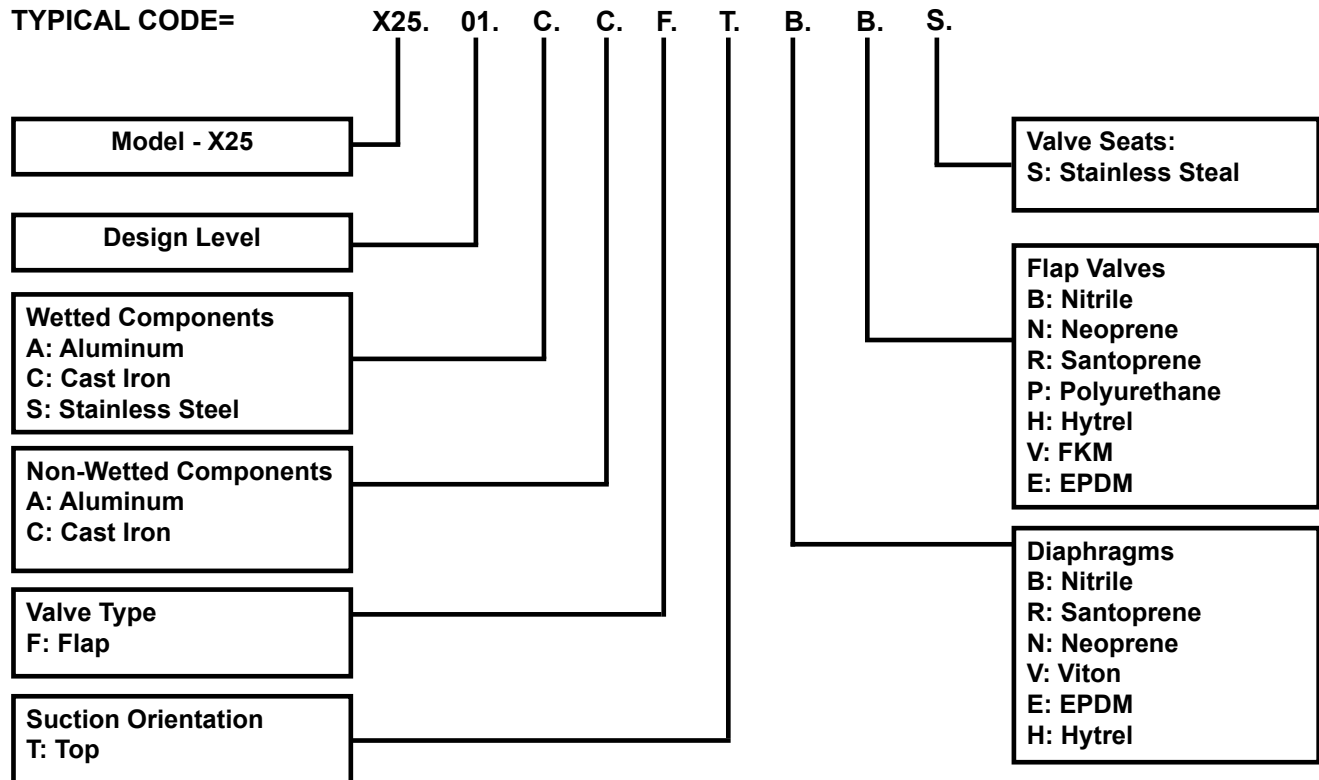 TYPICAL CODE= X25. 01. C. C. F. T. B. B. S.
Model - X25
Design Level
Wetted Components
A: Aluminum
C: Cast Iron
S: Stainless Steel
Non-Wetted Components
A: Aluminum
C: Cast Iron
Valve Type
F: Flap
Suction Orientation
T: Top
Valve Seats:
S: Stainless Steal
Flap Valves
B: Nitrile
N: Neoprene
R: Santoprene
P: Polyurethane
H: Hytrel
V: FKM
E: EPDM
Diaphragms
B: Nitrile
R: Santoprene
N: Neoprene
V: Viton
E: EPDM
H: Hytrel